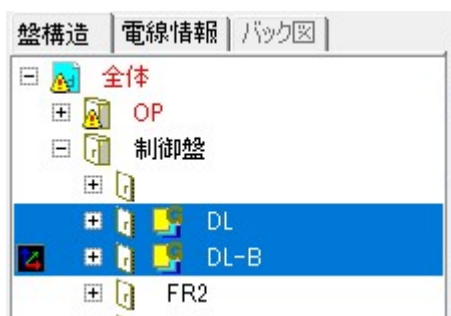 盤構造 電線情報 バック図
全体
OP
制御盤
DL
DL-B
FR2